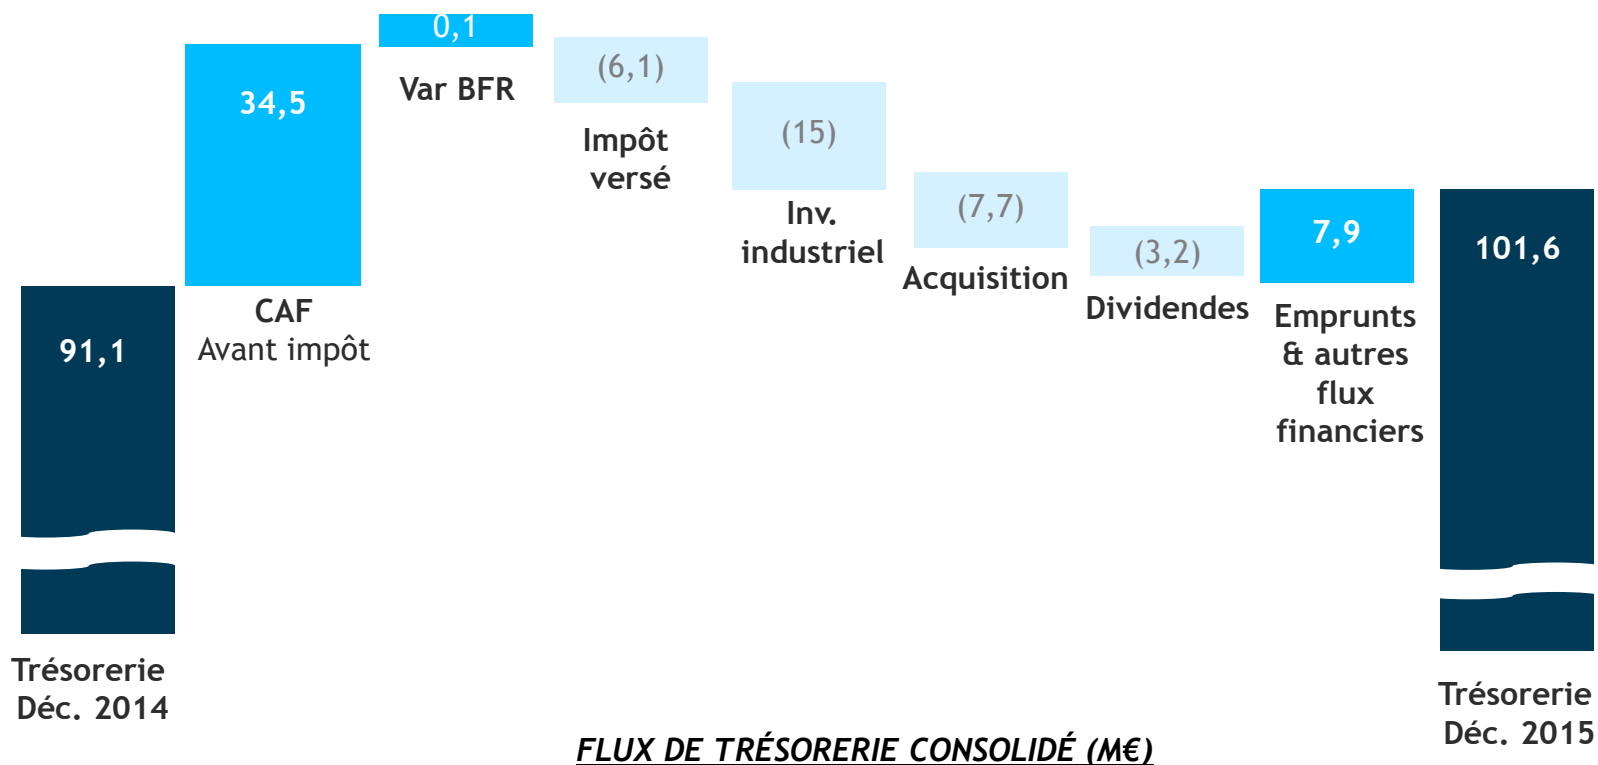 0,1
Var BFR
34,5
CAF
Avant impôt
(6,1)
Impôt
versé
(15)
Inv.
industriel
(7,7)
Acquisition
(3,2)
Dividendes
7,9
Emprunts
& autres
flux
financiers
91,1
Trésorerie
Déc. 2014
101,6
Trésorerie
Déc. 2015
FLUX DE TRÉSORERIE CONSOLIDÉ (M€)